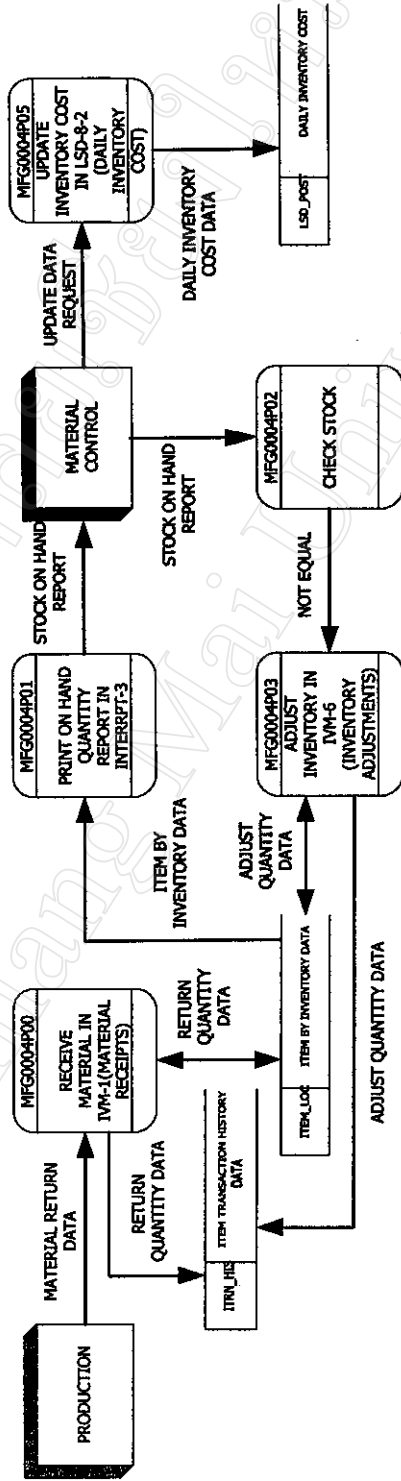 PRODUCTION
MATERIAL RETURN
DATA
MFG0004P00
RECEIVE
MATERIAL IN
IVM-1(MATERIAL
RECEIPTS)
RETURN
QUANTITY DATA
ITRN_HIS
ITEM TRANSACTION HISTORY
DATA
RETURN
QUANTITY
DATA
ITEM_LOC
ITEM BY INVENTORY DATA
ITEM BY
INVENTORY DATA
MFG0004P01
PRINT ON HAND
QUANTITY
REPORT IN
INTERRPT-3
STOCK ON HAND
REPORT
MATERIAL
CONTROL
UPDATE DATA
REQUEST
MFG0004P05
UPDATE
INVENTORY COST
IN LSD-8-2
(DAILY
INVENTORY
COST)
DAILY INVENTORY
COST DATA
LSD_POST
DAILY INVENTORY COST
STOCK ON HAND
REPORT
MFG0004P02
CHECK STOCK
NOT EQUAL
MFG0004P03
ADJUST
INVENTORY IN
IVM-6
(INVENTORY
ADJUSTMENTS)
ADJUST
QUANTITY
DATA
ADJUST QUANTITY DATA